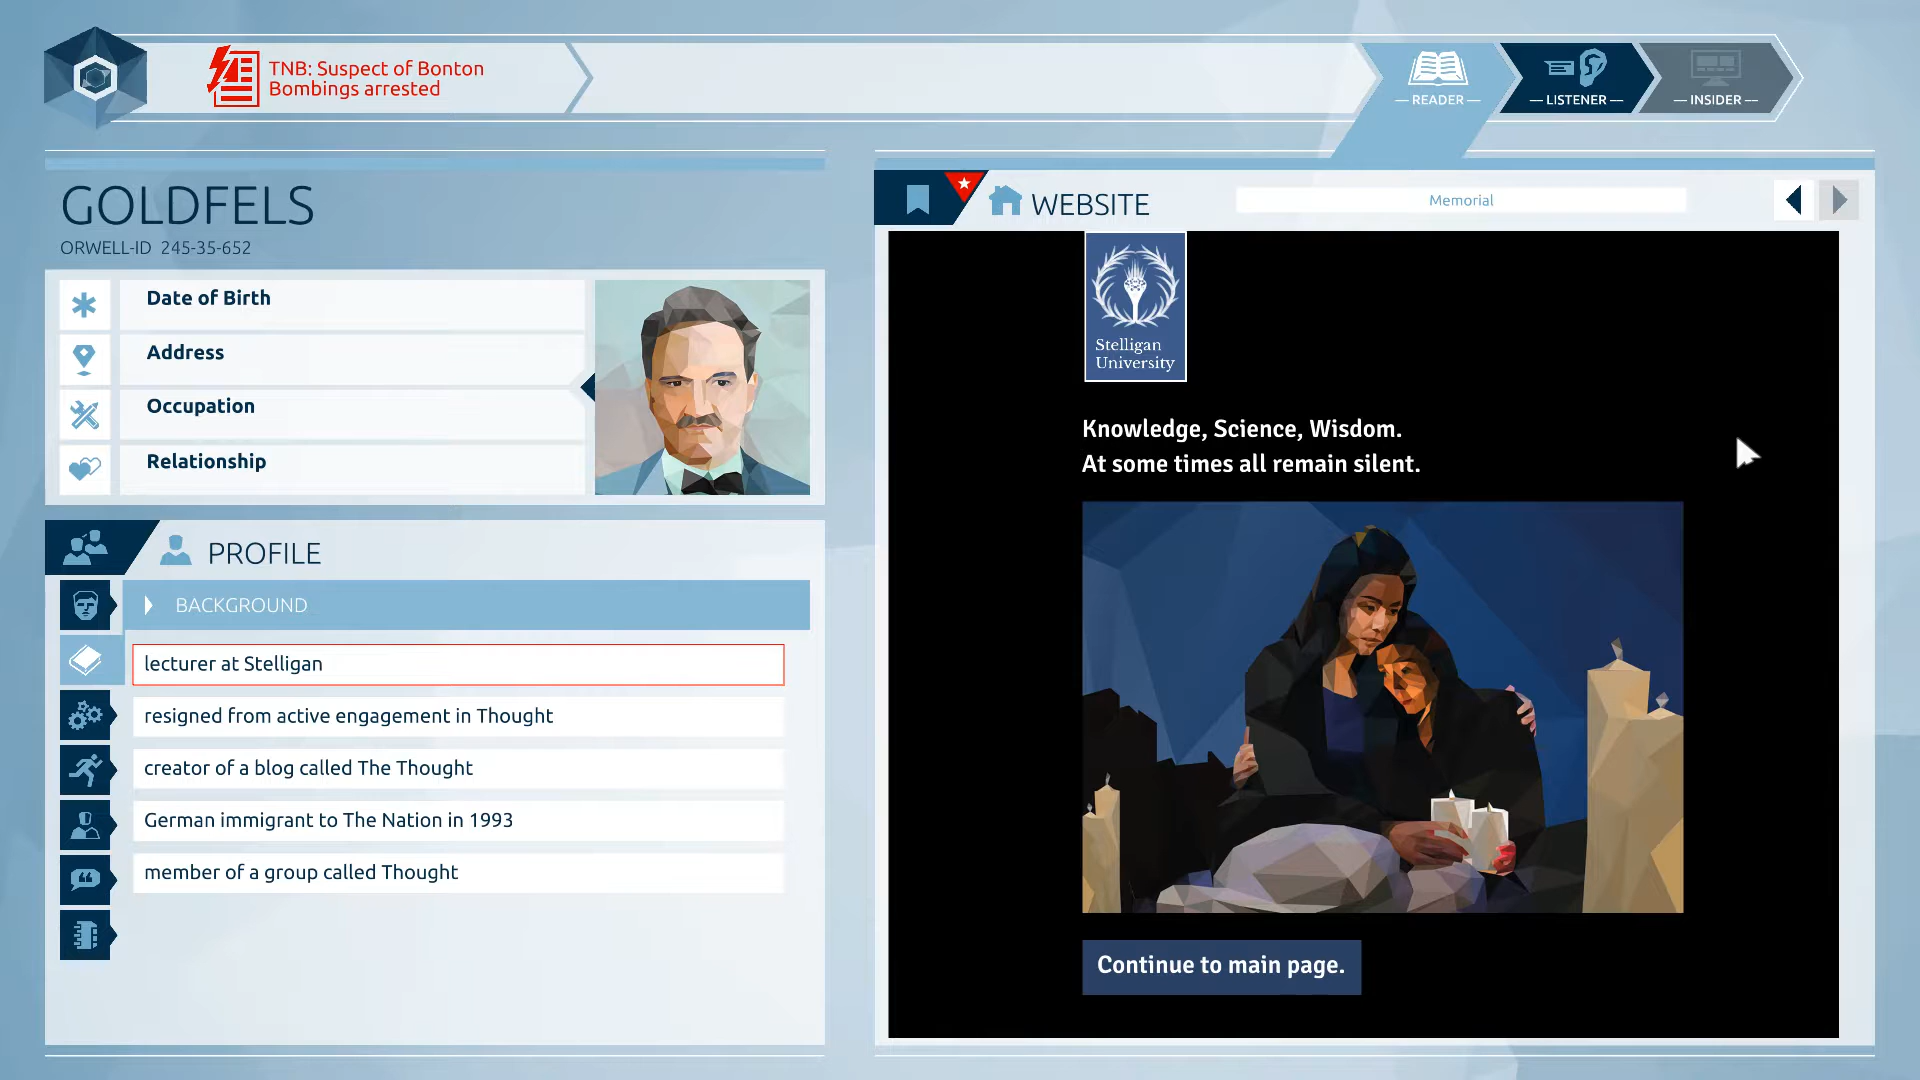 TNB: Suspect of Bonton
Bombings arrested
— READER —
— LISTENER —
— INSIDER —
GOLDFELS
ORWELL-ID 245-35-652
Date of Birth
Address
Occupation
Relationship
PROFILE
BACKGROUND
lecturer at Stelligan
resigned from active engagement in Thought
creator of a blog called The Thought
German immigrant to The Nation in 1993
member of a group called Thought
WEBSITE
Memorial
Stelligan
University
Knowledge, Science, Wisdom.
At some times all remain silent.
Continue to main page.